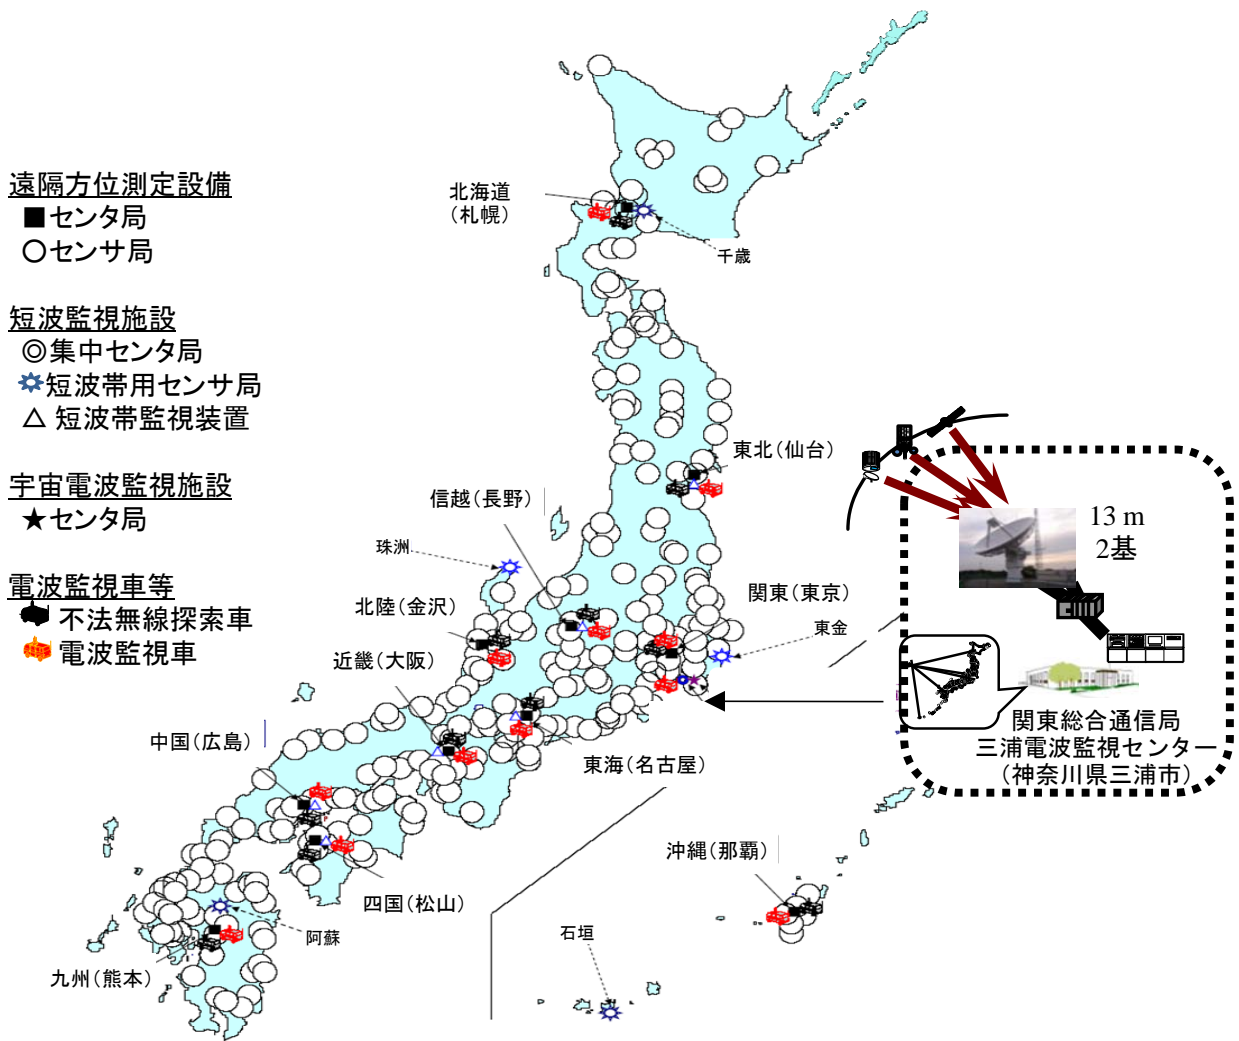 遠隔方位測定設備
■センタ局
○センサ局
短波監視施設
◎集中センタ局
短波帯用センサ局
△ 短波帯監視装置
宇宙電波監視施設
★センタ局
電波監視車等
不法無線探索車
電波監視車
北海道
(札幌)
千歳
東北(仙台)
信越(長野)
珠洲
北陸(金沢)
関東(東京)
東金
近畿(大阪)
中国(広島)
東海(名古屋)
四国(松山)
阿蘇
九州(熊本)
沖縄(那覇)
石垣
13 m
2基
関東総合通信局
三浦電波監視センター
(神奈川県三浦市)